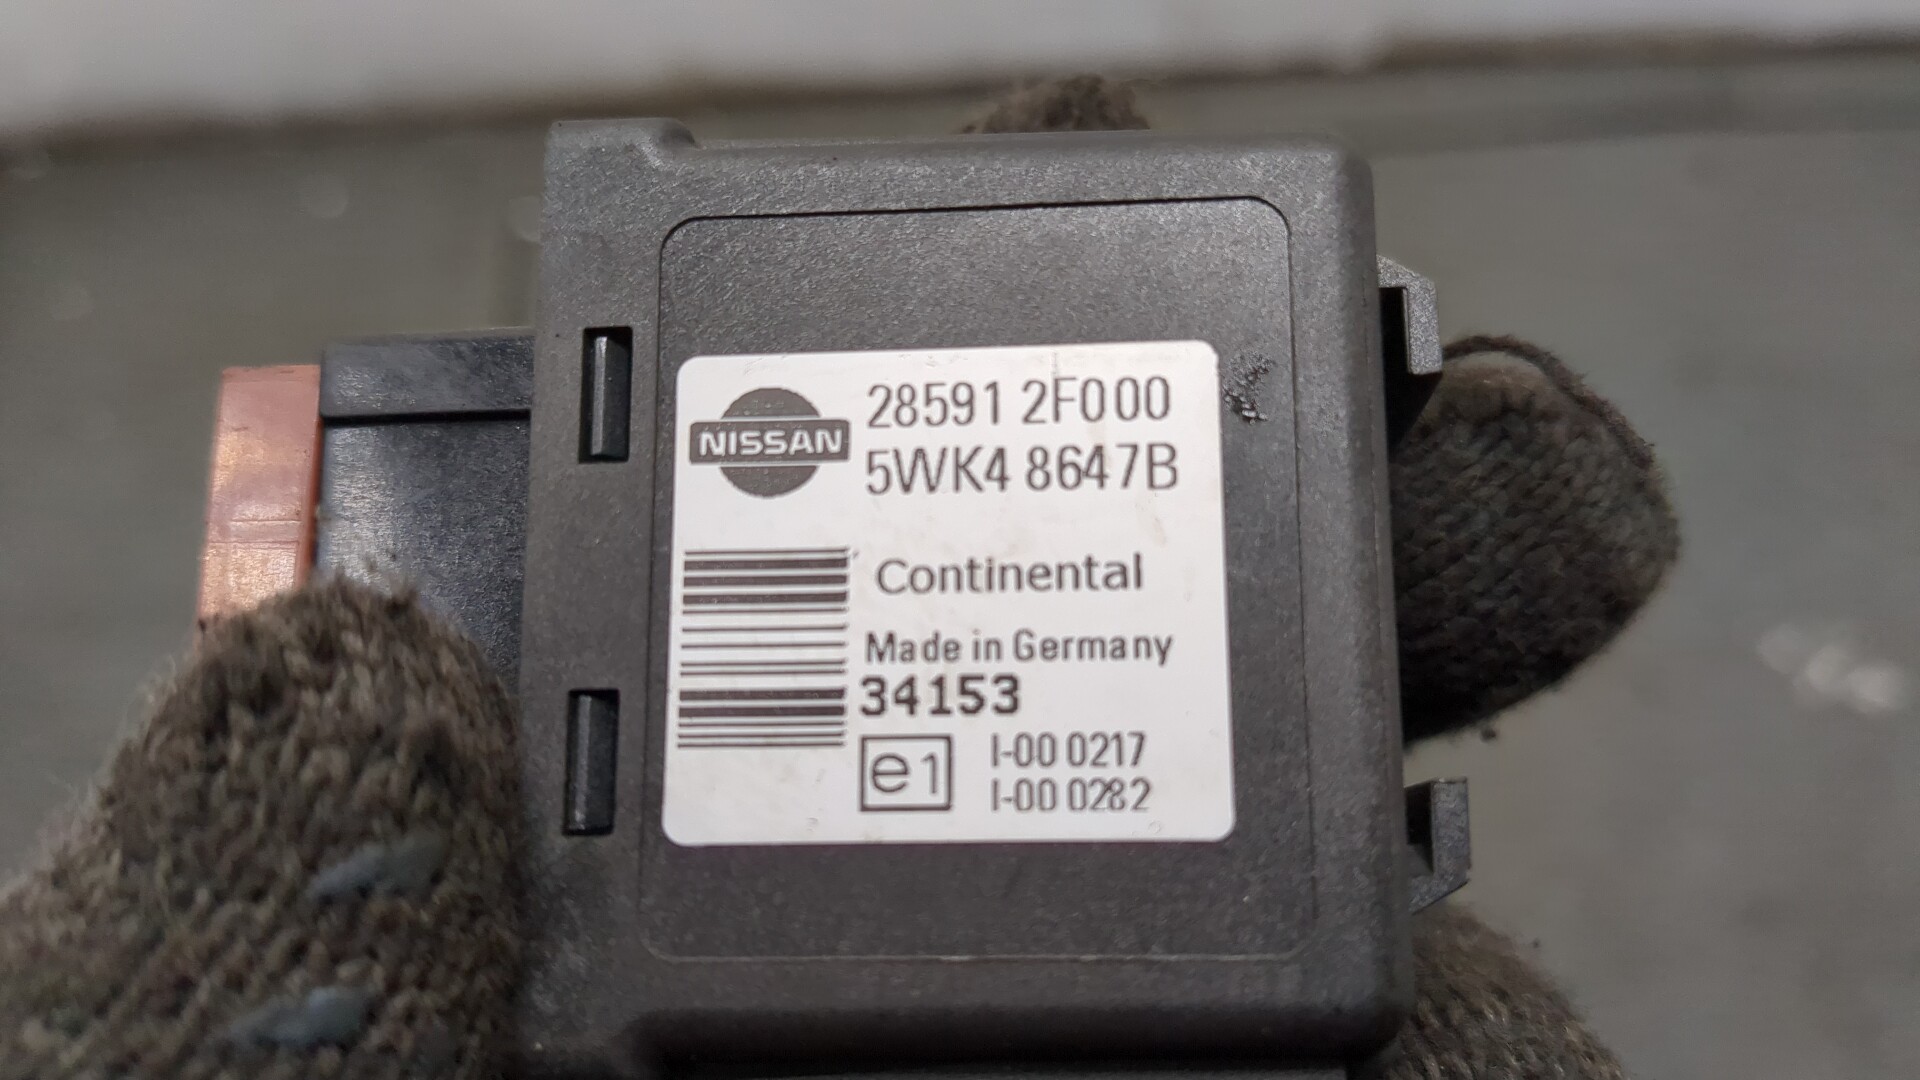 NISSAN
28591 2F000
5WK4 8647B
Continental
Made in Germany
34153
e1
I-00 0217
I-00 0282